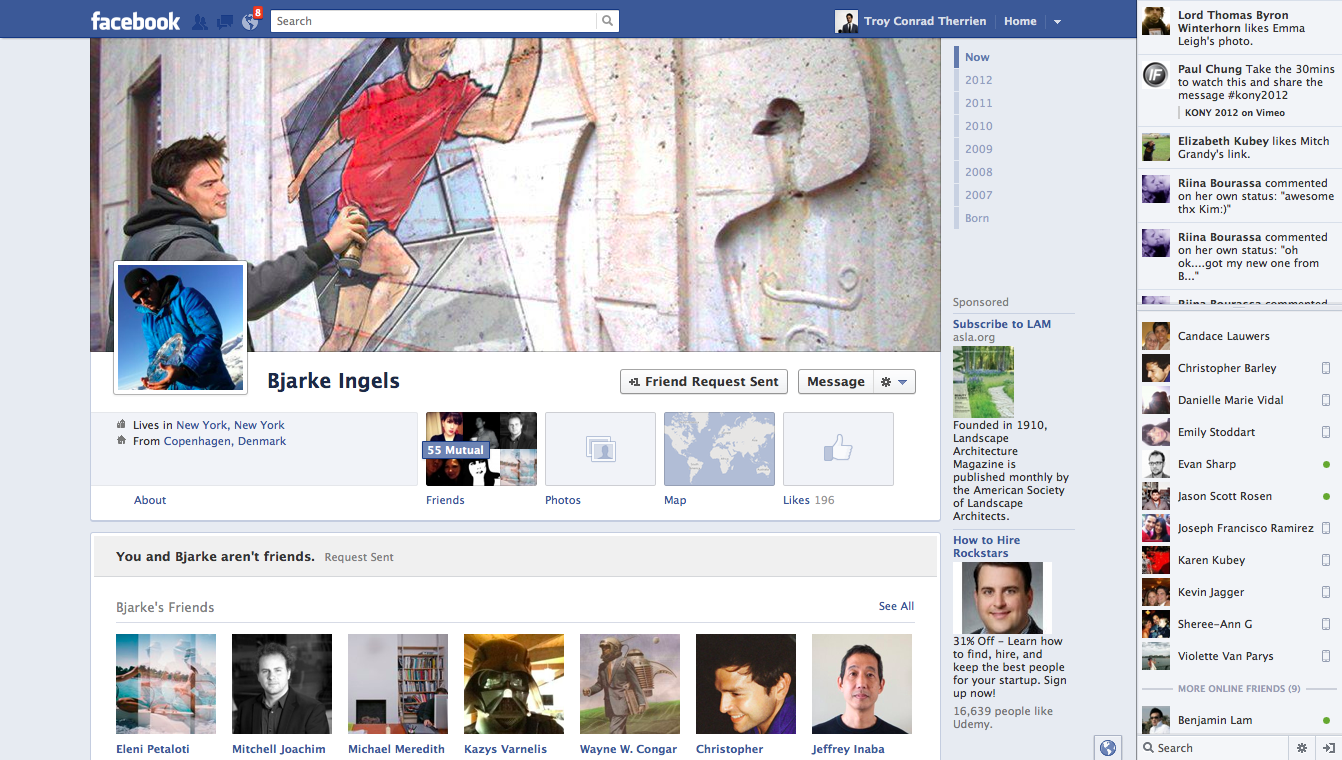 facebook
8
Search
Troy Conrad Therrien
Home
Now
2012
2011
2010
2009
2008
2007
Born
Bjarke Ingels
+1 Friend Request Sent
Message
Lives in New York, New York
From Copenhagen, Denmark
About
55 Mutual
Friends
Photos
Map
Likes 196
You and Bjarke aren't friends. Request Sent
Bjarke's Friends
See All
Eleni Petaloti
Mitchell Joachim
Michael Meredith
Kazys Varnelis
Wayne W. Congar
Christopher
Jeffrey Inaba
Sponsored
Subscribe to LAM
asla.org
Founded in 1910,
Landscape
Architecture
Magazine is
published monthly by
the American Society
of Landscape
Architects.
How to Hire
Rockstars
31% Off – Learn how
to find, hire, and
keep the best people
for your startup. Sign
up now!
16,639 people like
Udemy.
Lord Thomas Byron
Winterhorn likes Emma
Leigh's photo.
IF
Paul Chung Take the 30mins
to watch this and share the
message #kony2012
KONY 2012 on Vimeo
Elizabeth Kubey likes Mitch
Grandy's link.
Riina Bourassa commented
on her own status: "awesome
thx Kim:)"
Riina Bourassa commented
on her own status: "oh
ok....got my new one from
B..."
Riina Bourassa commented
Candace Lauwers
Christopher Barley
Danielle Marie Vidal
Emily Stoddart
Evan Sharp
Jason Scott Rosen
Joseph Francisco Ramirez
Karen Kubey
Kevin Jagger
Sheree-Ann G
Violette Van Parys
MORE ONLINE FRIENDS (9)
Benjamin Lam
Search